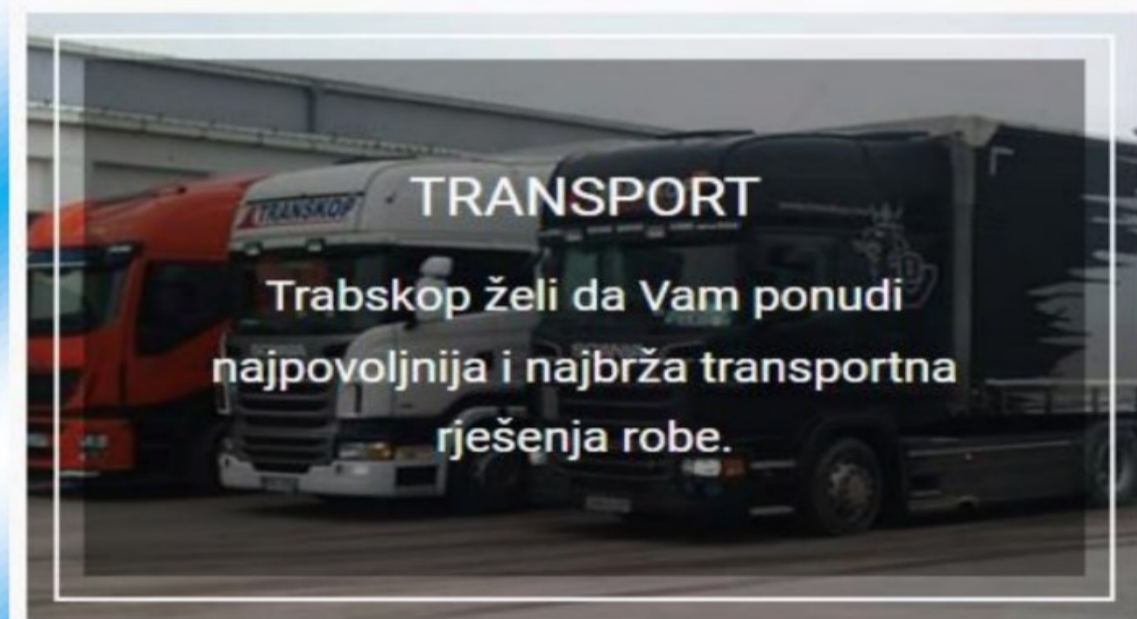 TRANSKOP
TRANSPORT
Trabskop želi da Vam ponudi
najpovoljnija i najbrža transportna
rješenja robe.